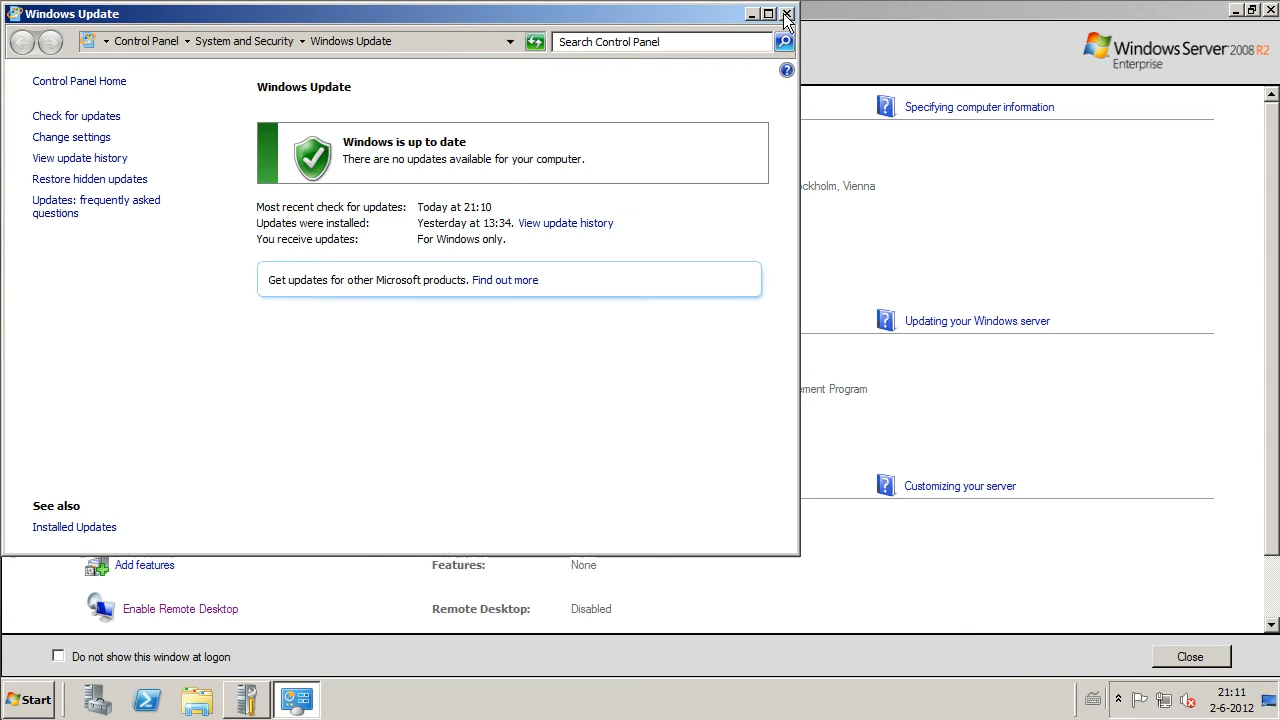 Windows Update
Control Panel
System and Security
Windows Update
Search Control Panel
Windows Server 2008 R2
Enterprise
Control Panel Home
Check for updates
Change settings
View update history
Restore hidden updates
Updates: frequently asked
questions
Windows Update
Windows is up to date
There are no updates available for your computer.
Most recent check for updates: Today at 21:10
Updates were installed: Yesterday at 13:34. View update history
You receive updates: For Windows only.
Get updates for other Microsoft products. Find out more
See also
Installed Updates
Specifying computer information
ockholm, Vienna
Updating your Windows server
ement Program
Customizing your server
Add features
Features: None
Enable Remote Desktop
Remote Desktop: Disabled
Do not show this window at logon
Close
Start
21:11
2-6-2012